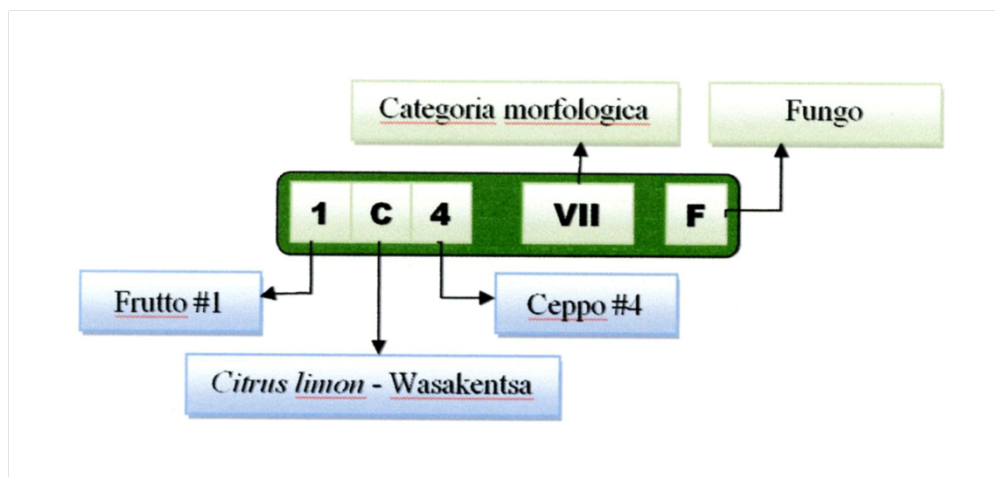 Categoria morfologica
Fungo
1 C 4 VII F
Frutto #1
Ceppo #4
Citrus limon - Wasakentsa